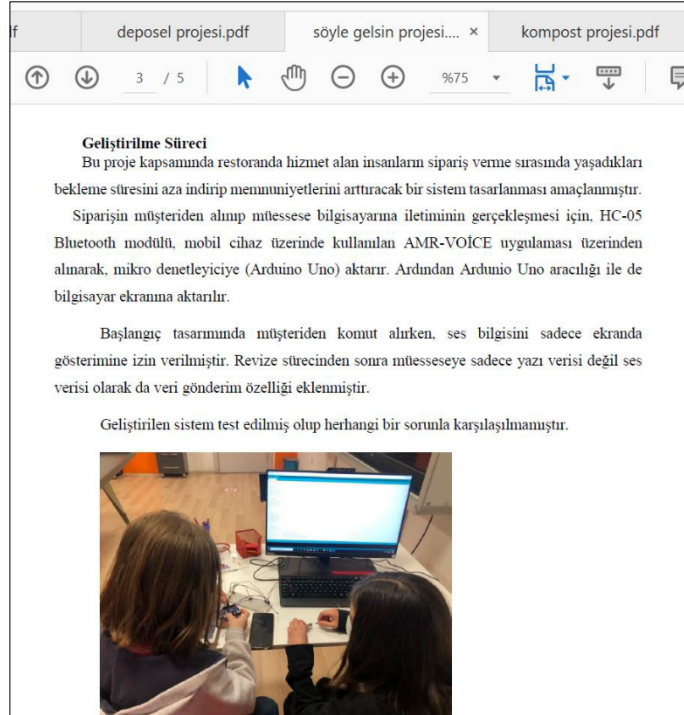 deposel projesi.pdf
söyle gelsin projesi....
×
kompost projesi.pdf
3 / 5
%75
Geliştirilme Süreci
Bu proje kapsamında restoranda hizmet alan insanların sipariş verme sırasında yaşadıkları
bekleme süresini aza indirip memnuniyetlerini arttıracak bir sistem tasarlanması amaçlanmıştır.
Siparişin müşteriden alınıp müessese bilgisayarına iletiminin gerçekleşmesi için, HC-05
Bluetooth modülü, mobil cihaz üzerinde kullanılan AMR-VOİCE uygulaması üzerinden
alınarak, mikro denetleyiciye (Arduino Uno) aktarır. Ardından Ardunio Uno aracılığı ile de
bilgisayar ekranına aktarılır.
Başlangıç tasarımında müşteriden komut alırken, ses bilgisini sadece ekranda
gösterimine izin verilmiştir. Revize sürecinden sonra müesseseye sadece yazı verisi değil ses
verisi olarak da veri gönderim özelliği eklenmiştir.
Geliştirilen sistem test edilmiş olup herhangi bir sorunla karşılaşılmamıştır.